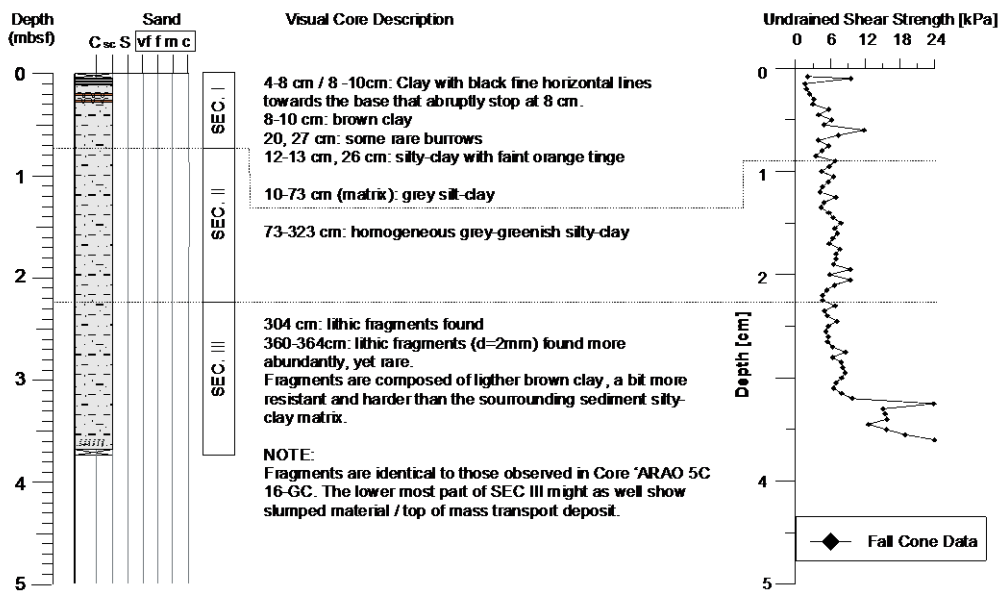 Depth
(mbsf)
Sand
C sc S vf f m c
0
1
2
3
4
5
SEC. I
SEC. II
SEC. III
Visual Core Description
4-8 cm / 8 -10cm: Clay with black fine horizontal lines
towards the base that abruptly stop at 8 cm.
8-10 cm: brown clay
20, 27 cm: some rare burrows
12-13 cm, 26 cm: silty-clay with faint orange tinge
10-73 cm (matrix): grey silt-clay
73-323 cm: homogeneous grey-greenish silty-clay
304 cm: lithic fragments found
360-364cm: lithic fragments (d=2mm) found more
abundantly, yet rare.
Fragments are composed of ligther brown clay, a bit more
resistant and harder than the sourrounding sediment silty-
clay matrix.
NOTE:
Fragments are identical to those observed in Core 'ARAO 5C
16-GC. The lower most part of SEC III might as well show
slumped material / top of mass transport deposit.
Undrained Shear Strength [kPa]
0 6 12 18 24
0
1
2
3
4
5
Depth [cm]
Fall Cone Data